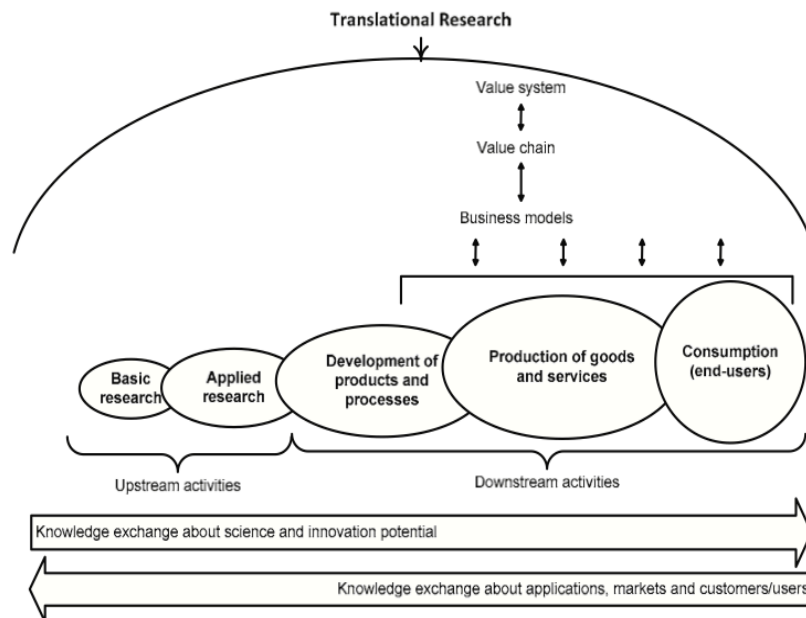 Translational Research
Value system
Value chain
Business models
Basic
research
Applied
research
Development of
products and
processes
Production of goods
and services
Consumption
(end-users)
Upstream activities
Downstream activities
Knowledge exchange about science and innovation potential
Knowledge exchange about applications, markets and customers/users